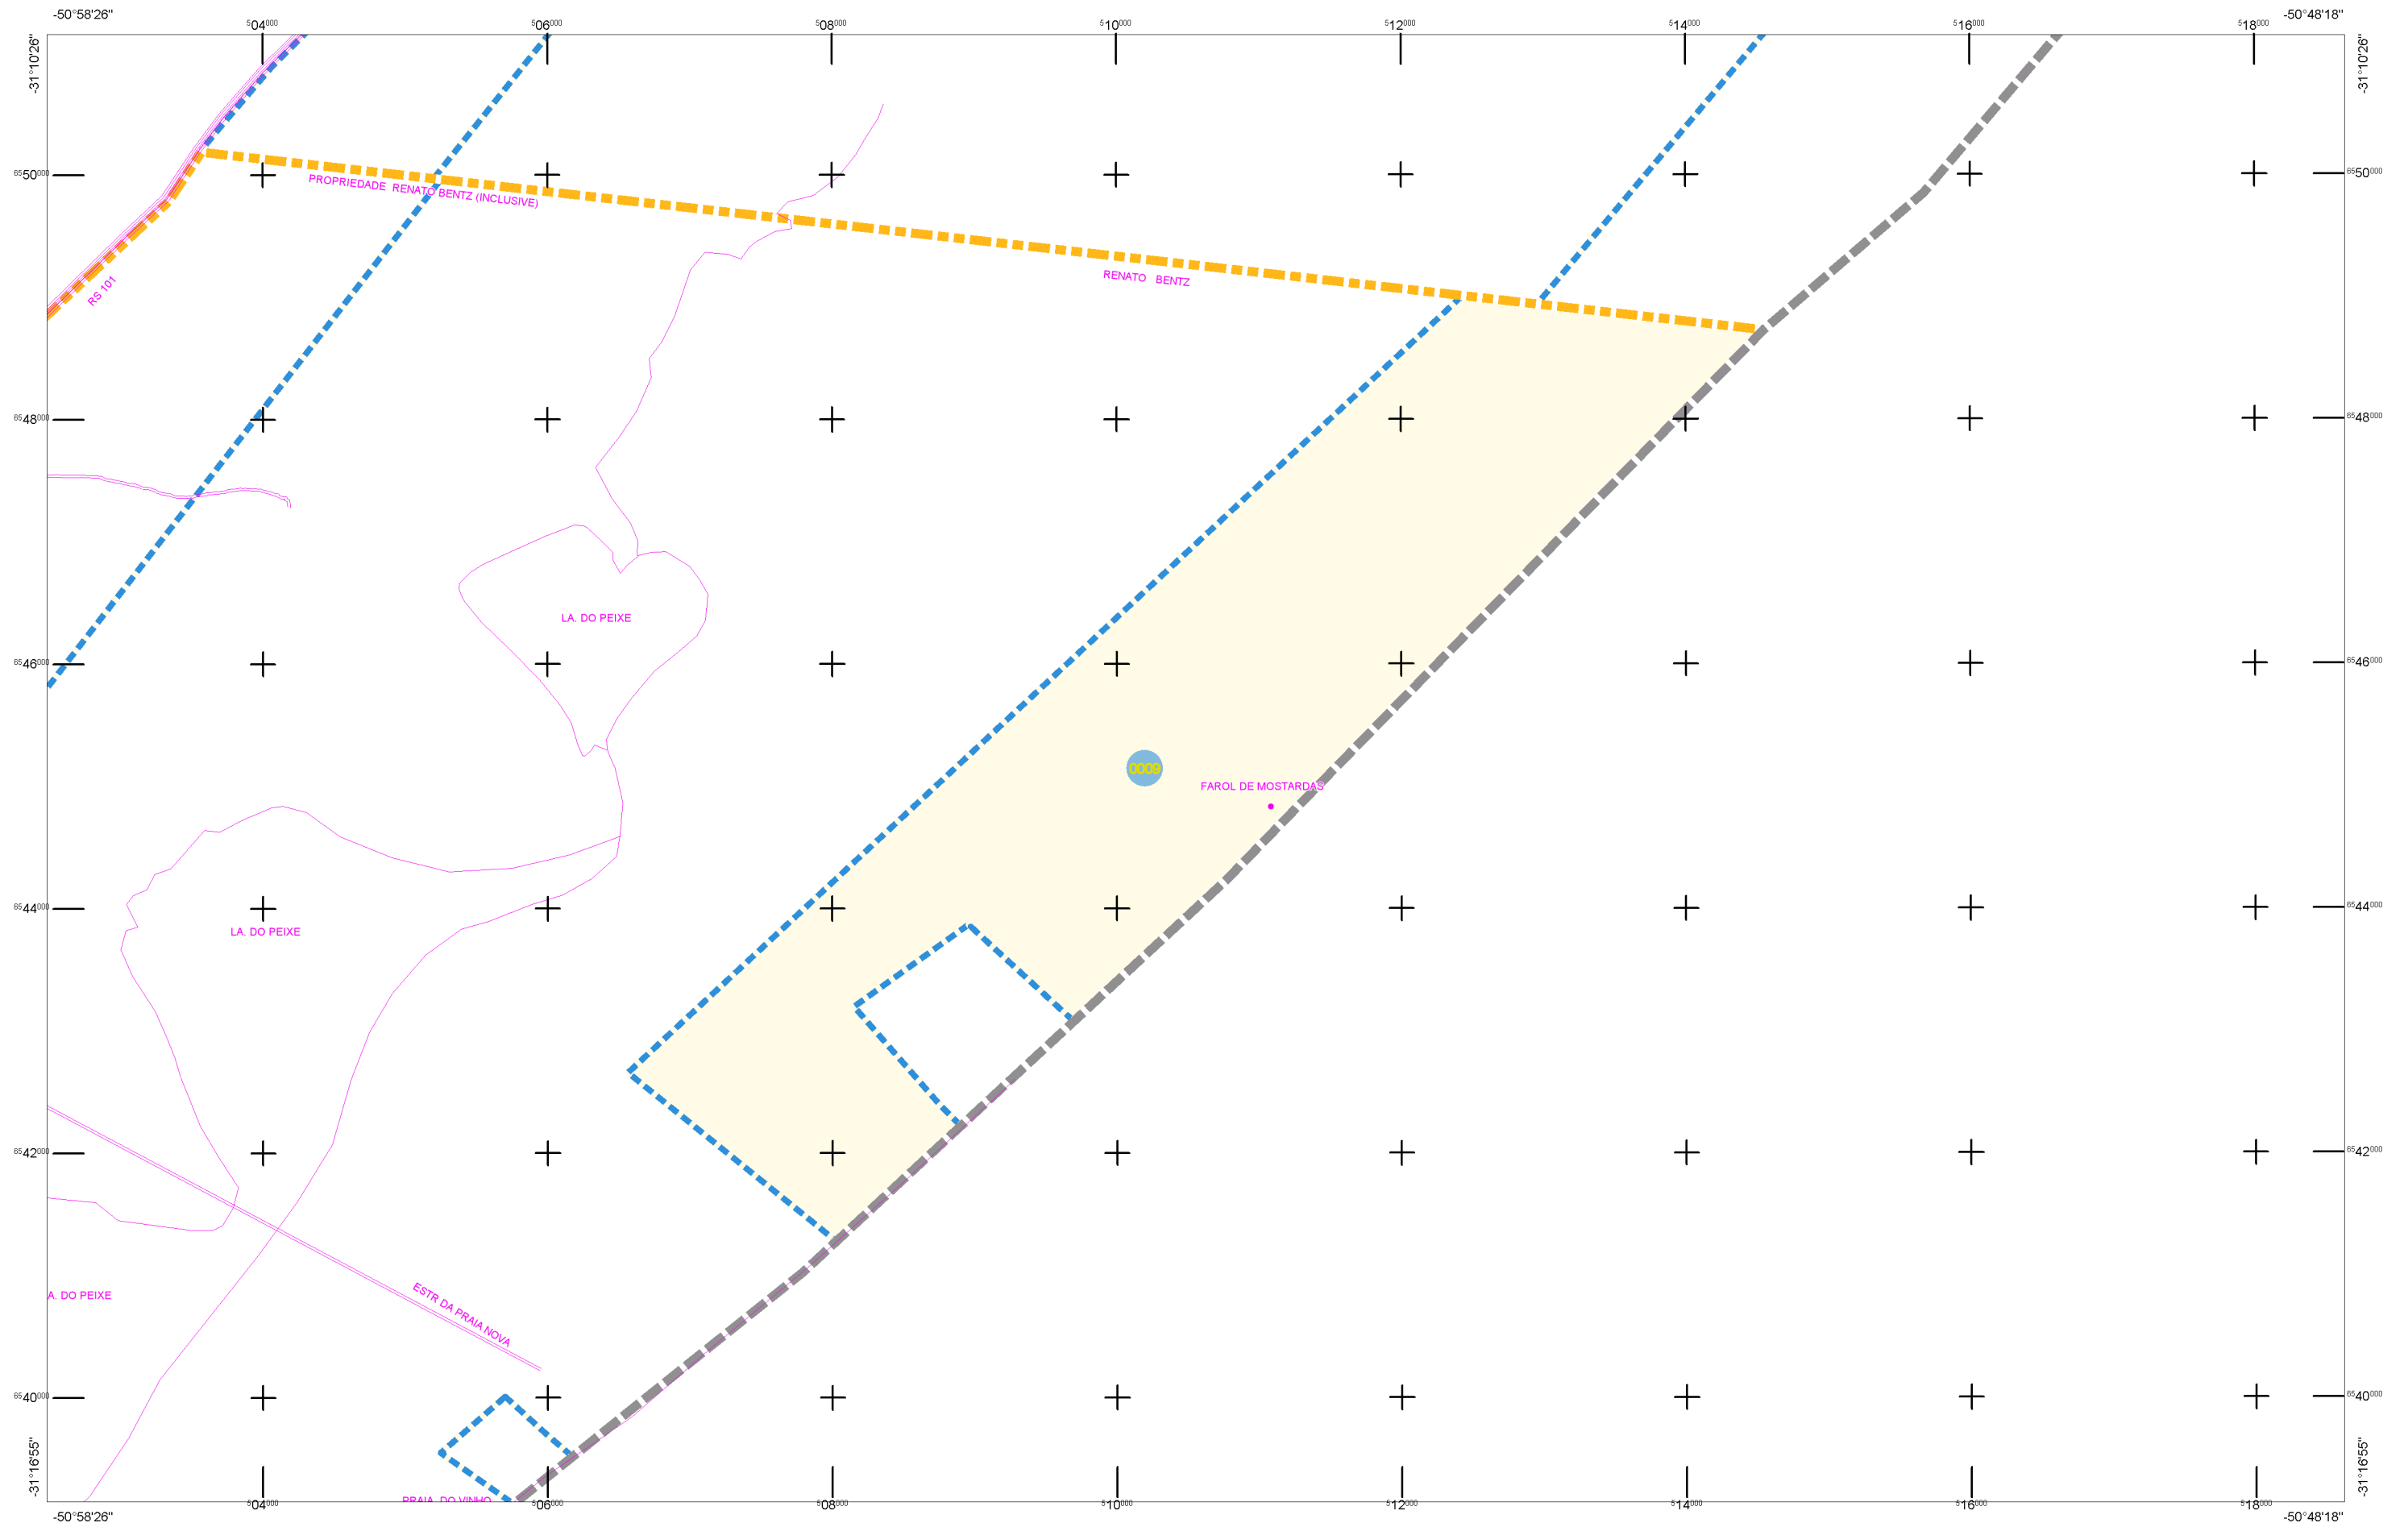 -50°58'26" -50°48'18"
504000 506000 508000 510000 512000 514000 516000 518000
-31°10'26" -31°10'26"
6550000 6550000
PROPRIEDADE RENATO BENTZ (INCLUSIVE)
RENATO BENTZ
RS 101
6548000 6548000
LA. DO PEIXE
6546000 6546000
0009
FAROL DE MOSTARDAS
6544000 6544000
LA. DO PEIXE
6542000 6542000
A. DO PEIXE
ESTR DA PRAIA NOVA
6540000 6540000
-31°16'55" -31°16'55"
PRAIA DO VINHO
504000 506000 508000 510000 512000 514000 516000 518000
-50°58'26" -50°48'18"